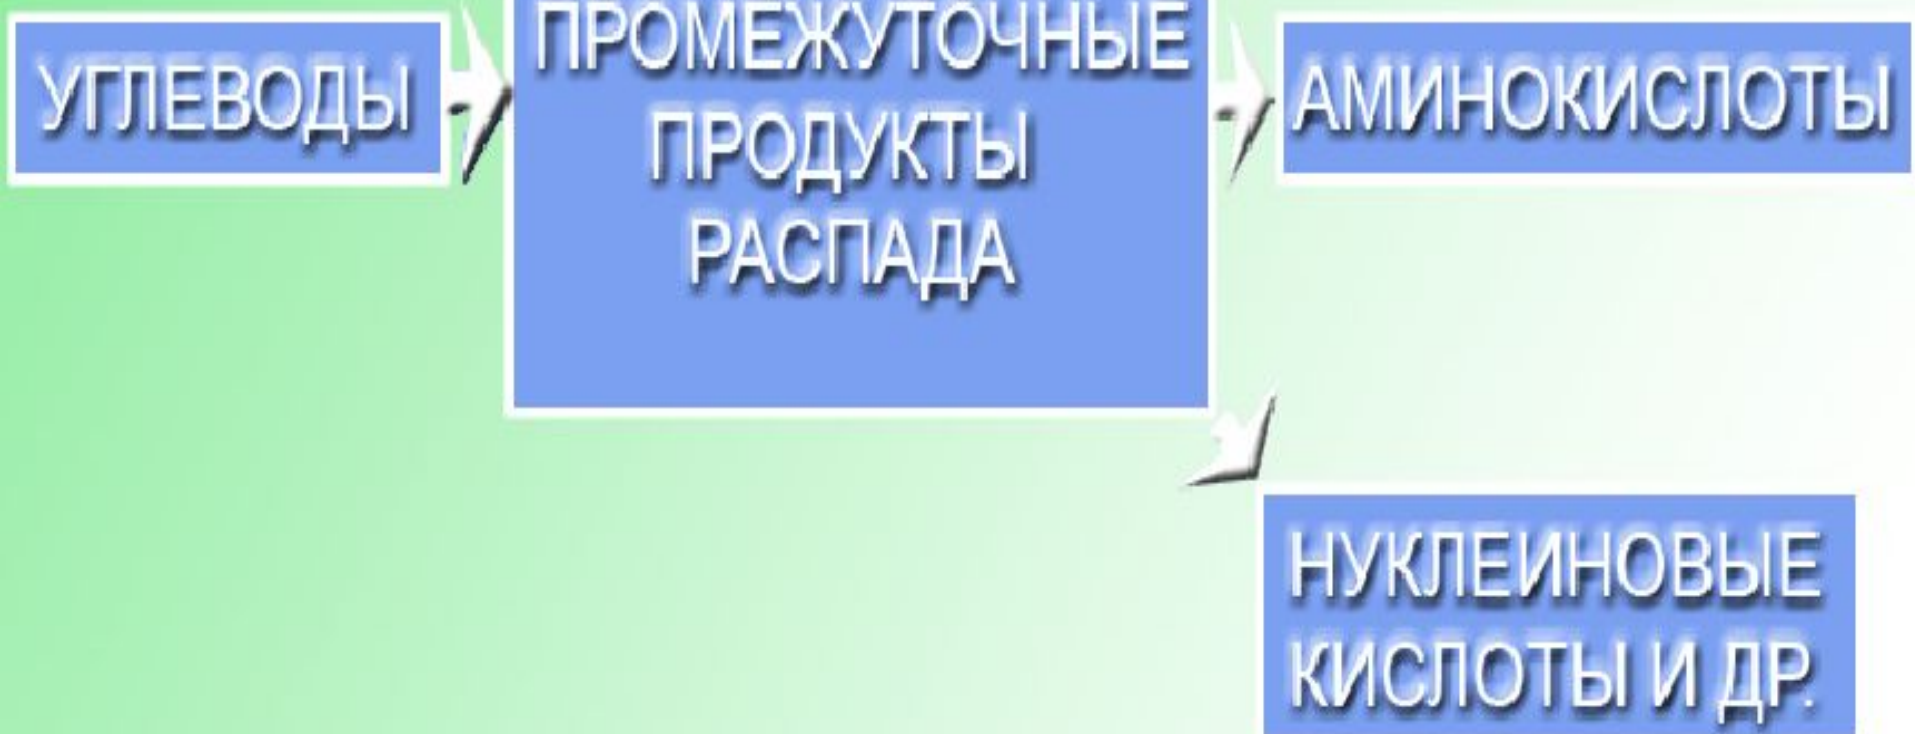 УГЛЕВОДЫ
ПРОМЕЖУТОЧНЫЕ
ПРОДУКТЫ
РАСПАДА
АМИНОКИСЛОТЫ
НУКЛЕИНОВЫЕ
КИСЛОТЫ И ДР.